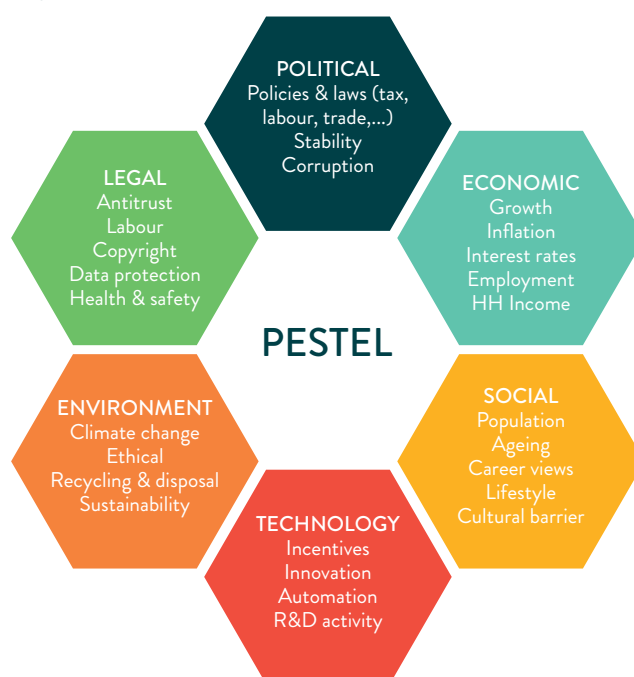 POLITICAL
Policies & laws (tax,
labour, trade,...)
Stability
Corruption
LEGAL
Antitrust
Labour
Copyright
Data protection
Health & safety
ECONOMIC
Growth
Inflation
Interest rates
Employment
HH Income
PESTEL
ENVIRONMENT
Climate change
Ethical
Recycling & disposal
Sustainability
SOCIAL
Population
Ageing
Career views
Lifestyle
Cultural barrier
TECHNOLOGY
Incentives
Innovation
Automation
R&D activity